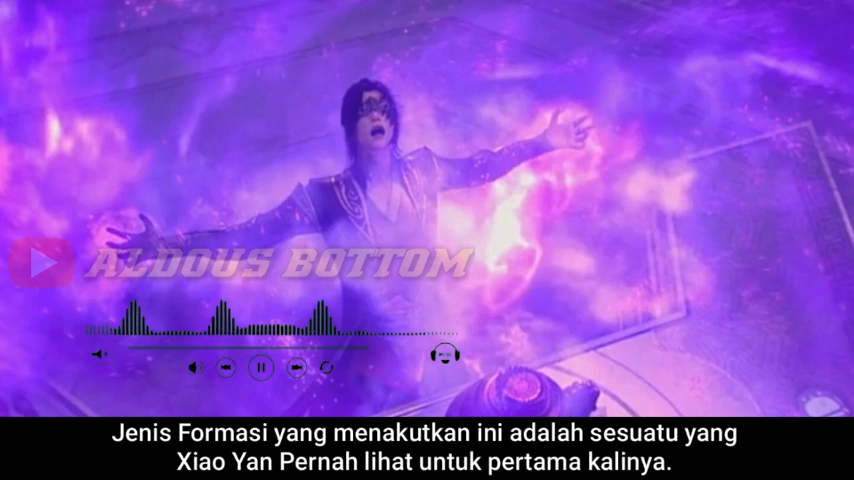 ALDOUS BOTTOM
Jenis Formasi yang menakutkan ini adalah sesuatu yang
Xiao Yan Pernah lihat untuk pertama kalinya.